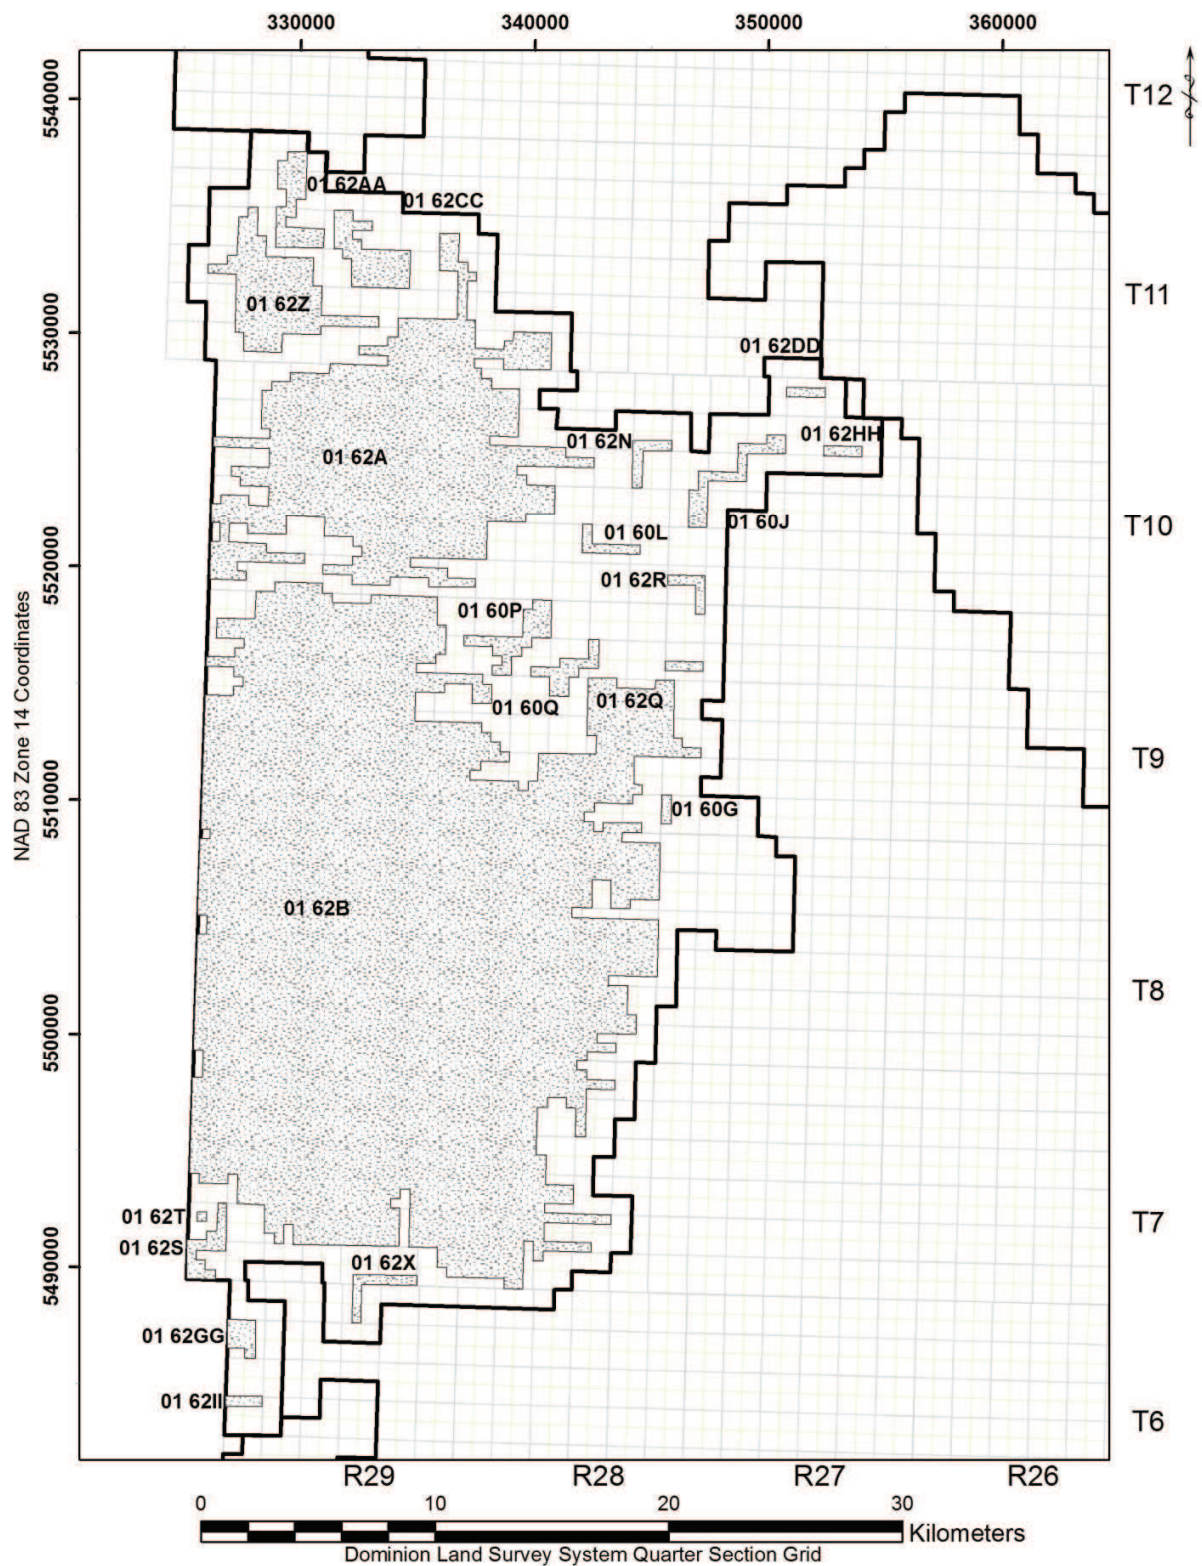 330000 340000 350000 360000
5540000
T12
01 62AA
01 62CC
T11
01 62Z
5530000
01 62DD
01 62HH
01 62N
01 62A
01 60J
T10
01 60L
5520000
01 62R
01 60P
NAD 83 Zone 14 Coordinates
01 60Q
01 62Q
T9
5510000
01 60G
01 62B
T8
5500000
01 62T
T7
01 62S
5490000
01 62X
01 62GG
01 62II
T6
R29 R28 R27 R26
0 10 20 30
Kilometers
Dominion Land Survey System Quarter Section Grid